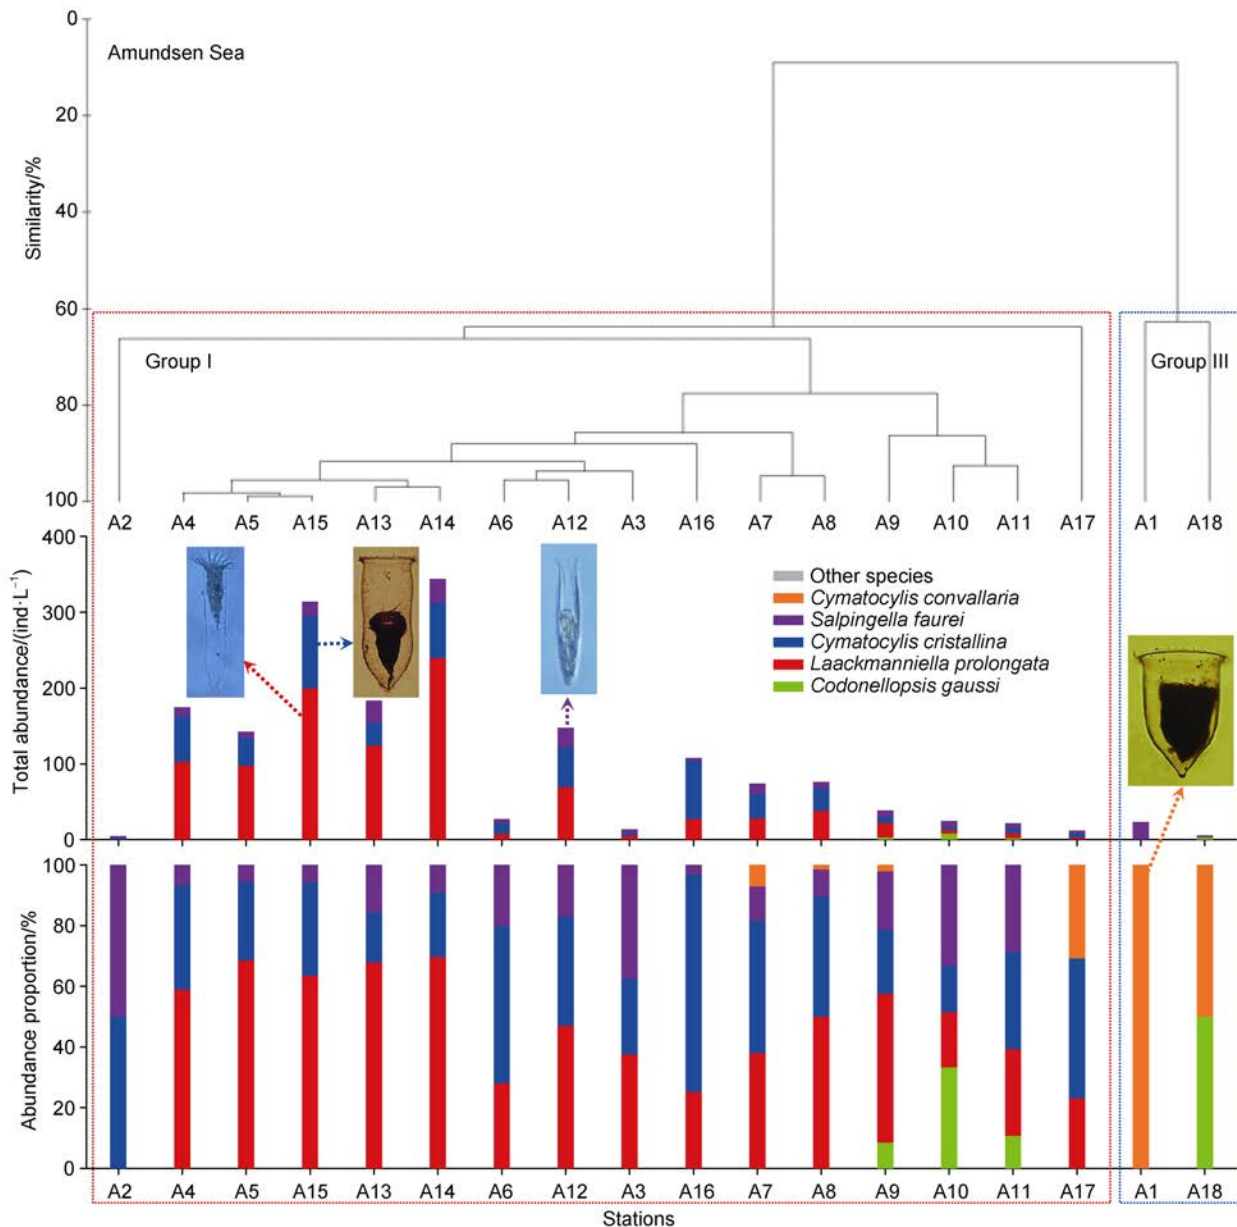 0
Amundsen Sea
20
40
60
80
100
Similarity/%
Group I
Group III
A2 A4 A5 A15 A13 A14 A6 A12 A3 A16 A7 A8 A9 A10 A11 A17 A1 A18
400
300
200
100
0
Total abundance/(ind·L⁻¹)
Other species
Cymatocylis convallaria
Salpingella faurei
Cymatocylis cristallina
Laackmanniella prolongata
Codonellopsis gaussi
100
80
60
40
20
0
Abundance proportion/%
A2 A4 A5 A15 A13 A14 A6 A12 A3 A16 A7 A8 A9 A10 A11 A17 A1 A18
Stations